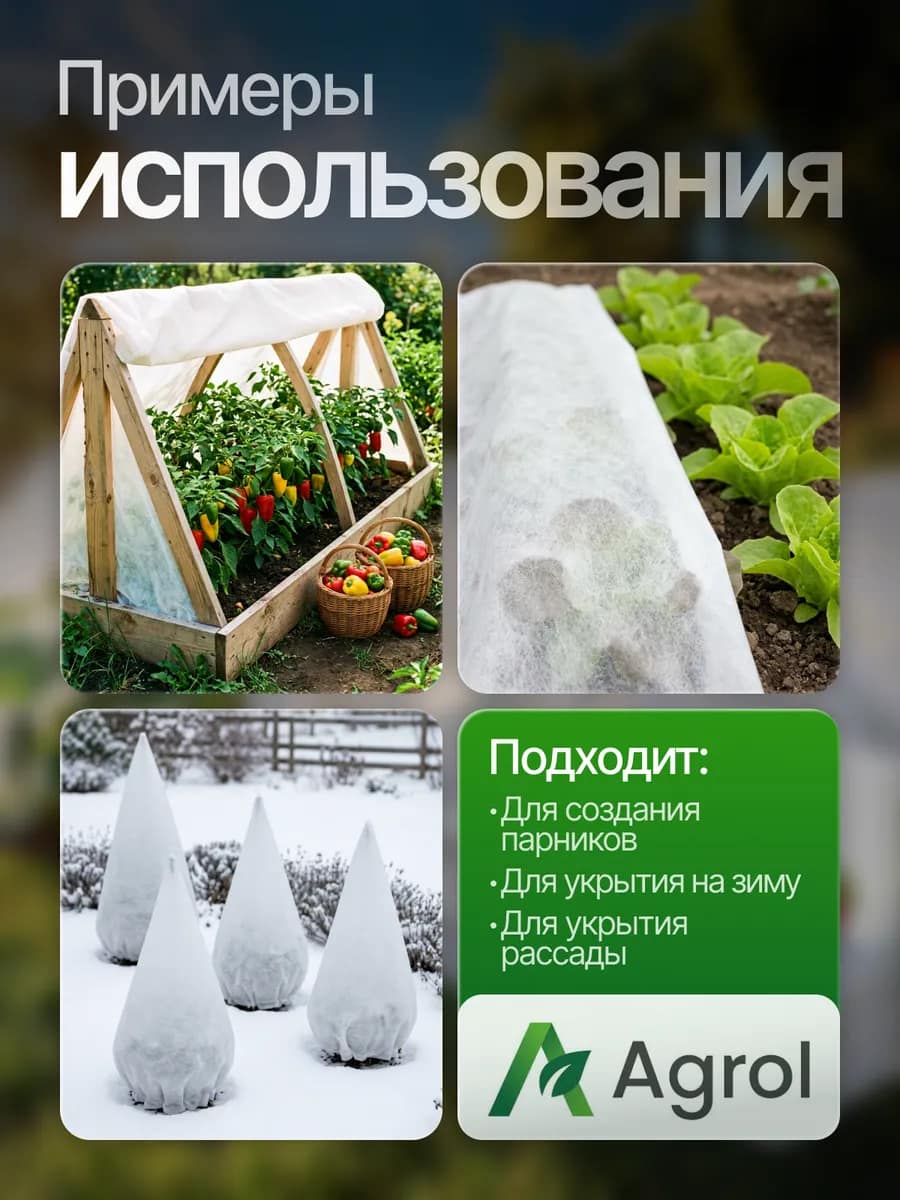 Примеры
использования
Подходит:
·Для создания
парников
·Для укрытия на зиму
·Для укрытия
рассады
Agrol